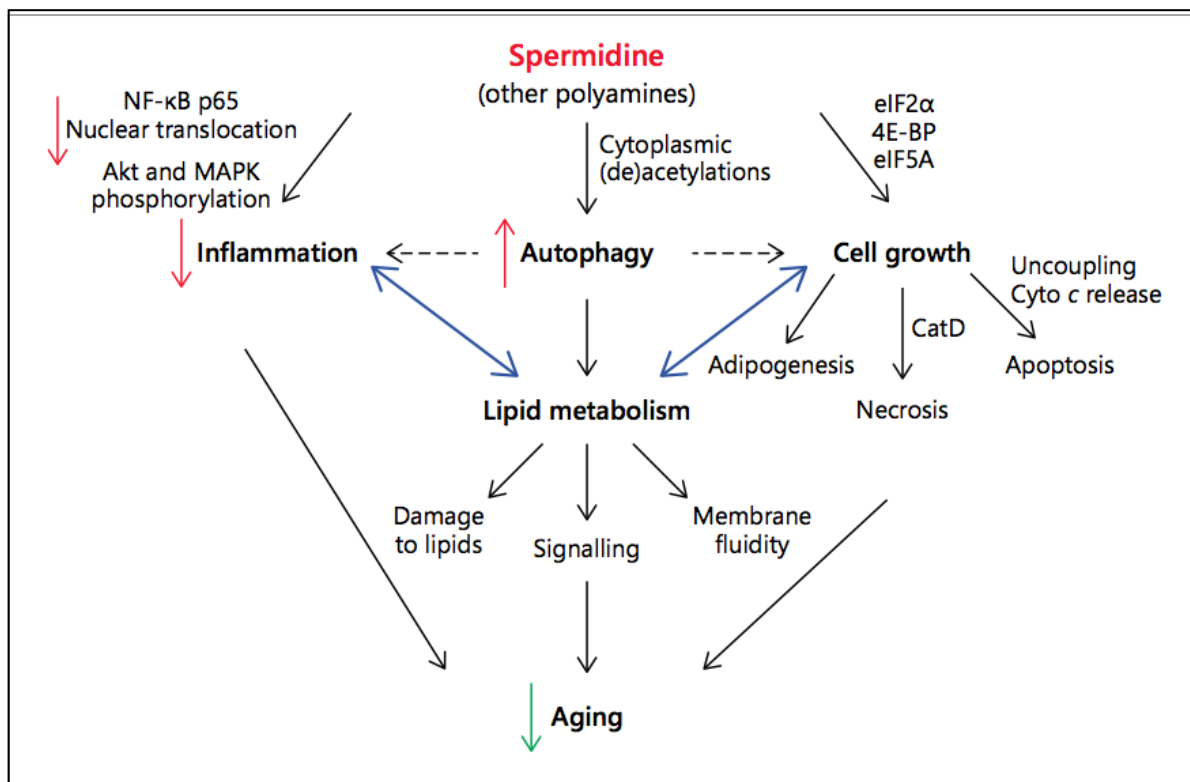 Spermidine
(other polyamines)
NF-κB p65
Nuclear translocation
Akt and MAPK
phosphorylation
Cytoplasmic
(de)acetylations
eIF2α
4E-BP
eIF5A
Inflammation
Autophagy
Cell growth
Uncoupling
Cyto c release
CatD
Adipogenesis
Apoptosis
Necrosis
Lipid metabolism
Damage
to lipids
Signalling
Membrane
fluidity
Aging